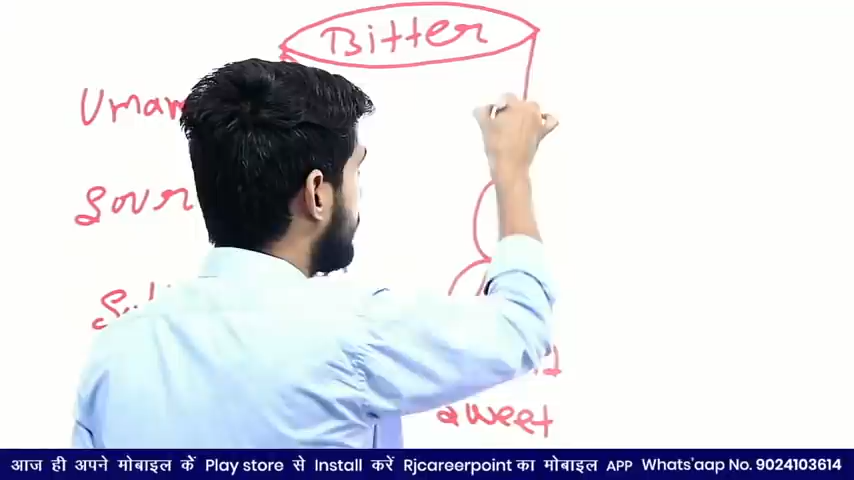 Bitter
Sour
sweet
आज ही अपने मोबाइल में Play store से Install करें Rjcareerpoint का मोबाइल APP Whats'aap No. 9024103614